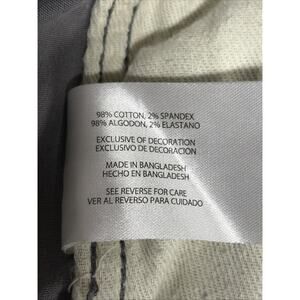 98% COTTON, 2% SPANDEX
98% ALGODON, 2% ELASTANO
EXCLUSIVE OF DECORATION
EXCLUSIVO DE DECORACION
MADE IN BANGLADESH
HECHO EN BANGLADESH
SEE REVERSE FOR CARE
VER AL REVERSO PARA CUIDADO